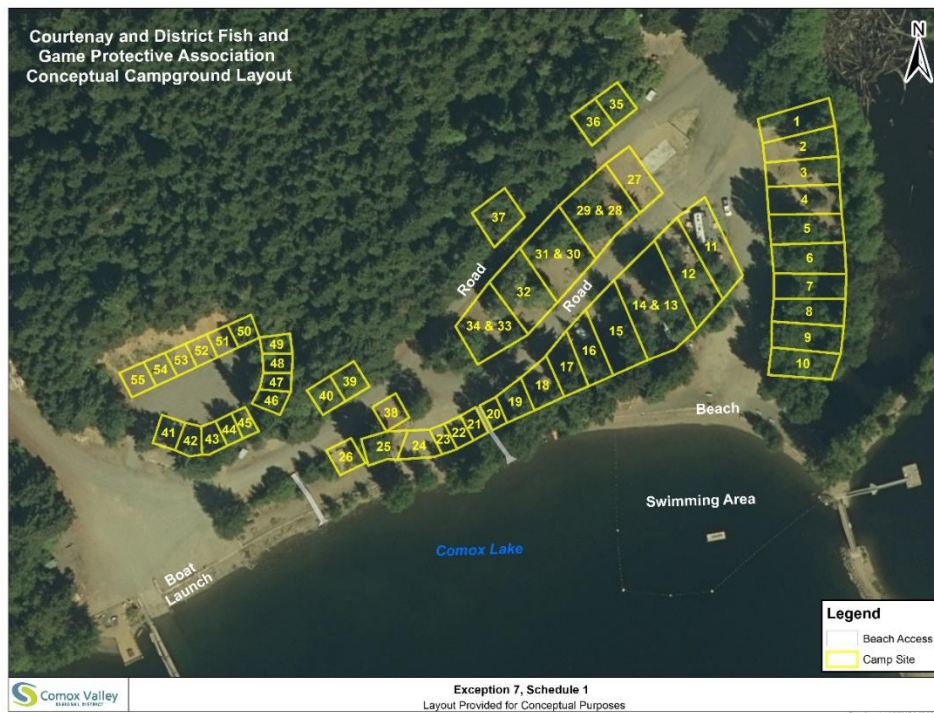 Courtenay and District Fish and
Game Protective Association
Conceptual Campground Layout
N
35
36
1
2
3
4
5
6
7
8
9
10
27
29 & 28
37
31 & 30
11
12
Road
32
Road
14 & 13
34 & 33
15
16
17
18
19
20
21
22
23
24
25
26
38
39
40
50
51
52
53
54
55
49
48
47
46
45
44
43
42
41
Beach
Swimming Area
Comox Lake
Boat
Launch
Legend
Beach Access
Camp Site
Comox Valley
REGIONAL DISTRICT
Exception 7, Schedule 1
Layout Provided for Conceptual Purposes